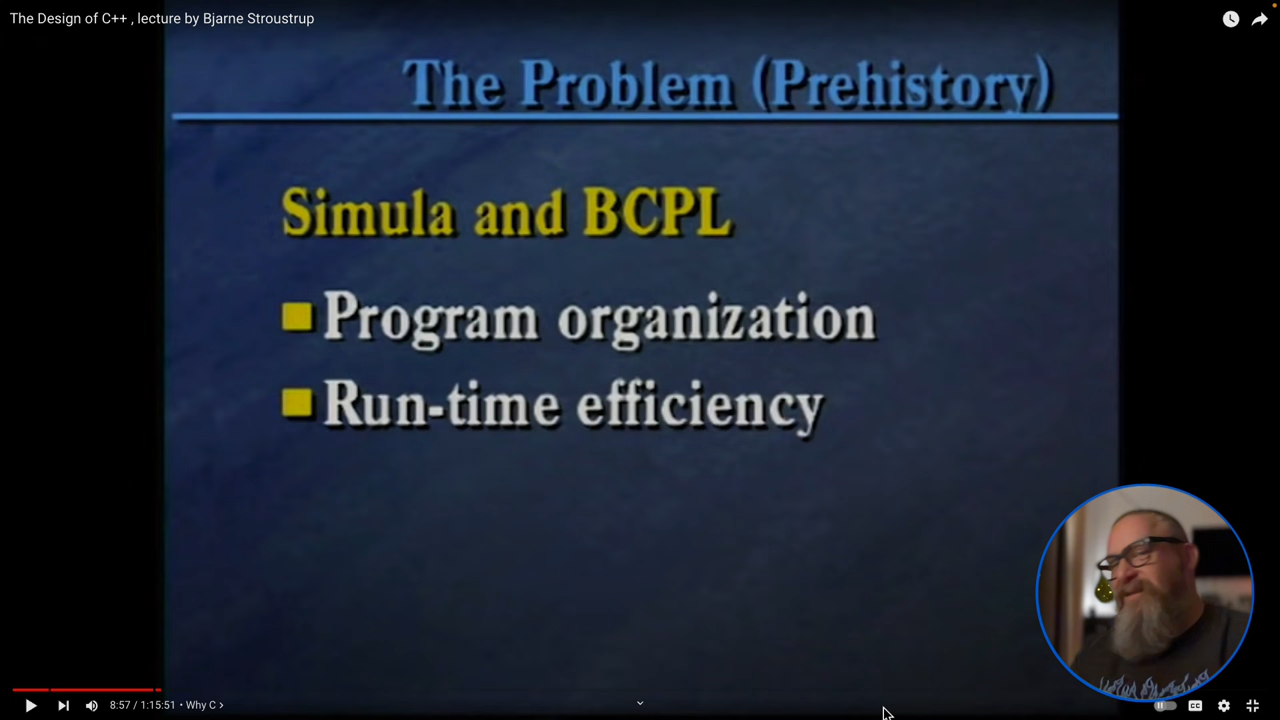 The Design of C++ , lecture by Bjarne Stroustrup
The Problem (Prehistory)
Simula and BCPL
Program organization
Run-time efficiency
8:57 / 1:15:51 • Why C
CC